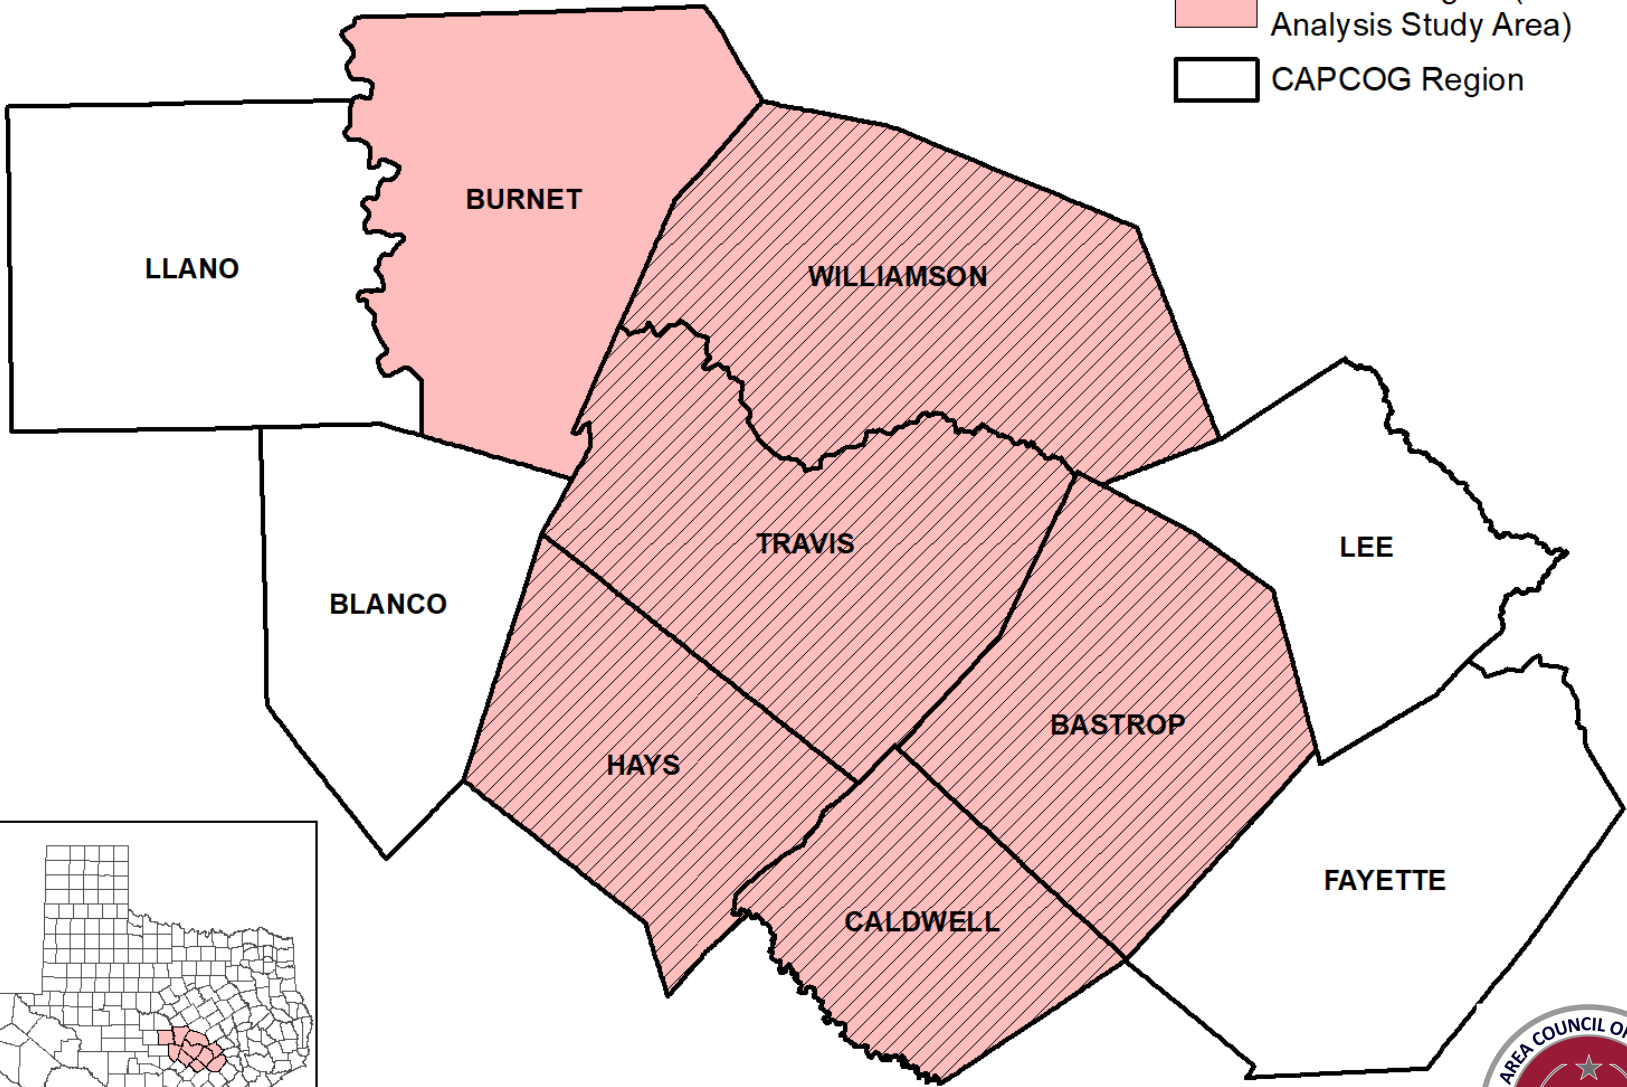 Analysis Study Area)
CAPCOG Region
BURNET
LLANO
WILLIAMSON
TRAVIS
LEE
BLANCO
BASTROP
HAYS
FAYETTE
CALDWELL
AREA COUNCIL OF